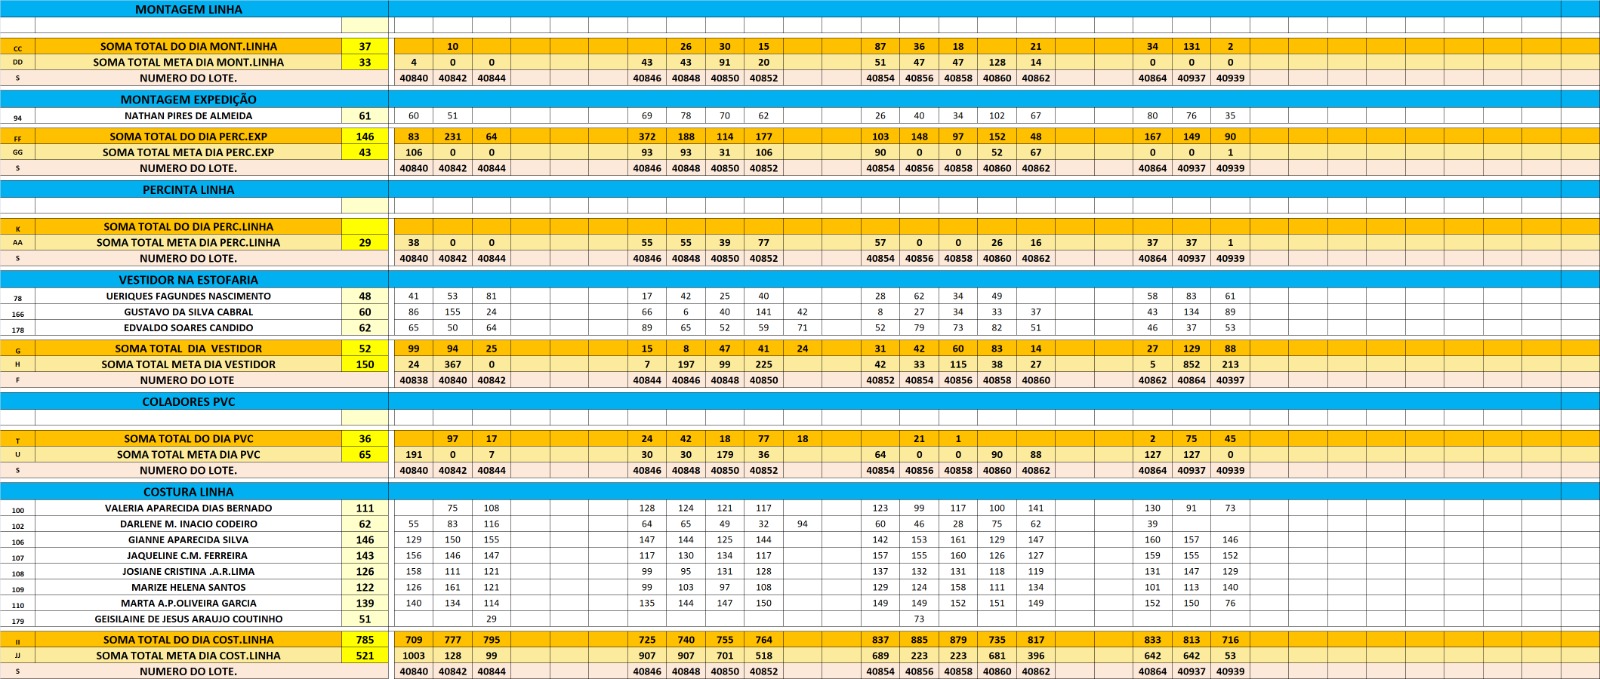 MONTAGEM LINHA
CC SOMA TOTAL DO DIA MONT.LINHA 37 10 26 30 15 87 36 18 21 34 131 2
DD SOMA TOTAL META DIA MONT.LINHA 33 4 0 0 43 43 91 20 51 47 47 128 14 0 0 0
S NUMERO DO LOTE. 40840 40842 40844 40846 40848 40850 40852 40854 40856 40858 40860 40862 40864 40937 40939
MONTAGEM EXPEDIÇÃO
94 NATHAN PIRES DE ALMEIDA 61 60 51 69 78 70 62 26 40 34 102 67 80 76 35
FF SOMA TOTAL DO DIA PERC.EXP 146 83 231 64 372 188 114 177 103 148 97 152 48 167 149 90
GG SOMA TOTAL META DIA PERC.EXP 43 106 0 0 93 93 31 106 90 0 0 52 67 0 0 1
S NUMERO DO LOTE. 40840 40842 40844 40846 40848 40850 40852 40854 40856 40858 40860 40862 40864 40937 40939
PERCINTA LINHA
K SOMA TOTAL DO DIA PERC.LINHA
AA SOMA TOTAL META DIA PERC.LINHA 29 38 0 0 55 55 39 77 57 0 0 26 16 37 37 1
S NUMERO DO LOTE. 40840 40842 40844 40846 40848 40850 40852 40854 40856 40858 40860 40862 40864 40937 40939
VESTIDOR NA ESTOFARIA
78 UERIQUES FAGUNDES NASCIMENTO 48 41 53 81 17 42 25 40 28 62 34 49 58 83 61
166 GUSTAVO DA SILVA CABRAL 60 86 155 24 66 6 40 141 42 8 27 34 33 37 43 134 89
178 EDVALDO SOARES CANDIDO 62 65 50 64 89 65 52 59 71 52 79 73 82 51 46 37 53
G SOMA TOTAL DIA VESTIDOR 52 99 94 25 15 8 47 41 24 31 42 60 83 14 27 129 88
H SOMA TOTAL META DIA VESTIDOR 150 24 367 0 7 197 99 225 42 33 115 38 27 5 852 213
F NUMERO DO LOTE 40838 40840 40842 40844 40846 40848 40850 40852 40854 40856 40858 40860 40862 40864 40397
COLADORES PVC
T SOMA TOTAL DO DIA PVC 36 97 17 24 42 18 77 18 21 1 2 75 45
U SOMA TOTAL META DIA PVC 65 191 0 7 30 30 179 36 64 0 0 90 88 127 127 0
S NUMERO DO LOTE. 40840 40842 40844 40846 40848 40850 40852 40854 40856 40858 40860 40862 40864 40937 40939
COSTURA LINHA
100 VALERIA APARECIDA DIAS BERNADO 111 75 108 128 124 121 117 123 99 117 100 141 130 91 73
102 DARLENE M. INACIO CODEIRO 62 55 83 116 64 65 49 32 94 60 46 28 75 62 39
106 GIANNE APARECIDA SILVA 146 129 150 155 147 144 125 144 142 153 161 129 147 160 157 146
107 JAQUELINE C.M. FERREIRA 143 156 146 147 117 130 134 117 157 155 160 126 127 159 155 152
108 JOSIANE CRISTINA .A.R.LIMA 126 158 111 121 99 95 131 128 137 132 131 118 119 131 147 129
109 MARIZE HELENA SANTOS 122 126 161 121 99 103 97 108 129 124 158 111 134 101 113 140
110 MARTA A.P.OLIVEIRA GARCIA 139 140 134 114 135 144 147 150 149 149 152 151 149 152 150 76
179 GEISILAINE DE JESUS ARAUJO COUTINHO 51 29 73
II SOMA TOTAL DO DIA COST.LINHA 785 709 777 795 725 740 755 764 837 885 879 735 817 833 813 716
JJ SOMA TOTAL META DIA COST.LINHA 521 1003 128 99 907 907 701 518 689 223 223 681 396 642 642 53
S NUMERO DO LOTE. 40840 40842 40844 40846 40848 40850 40852 40854 40856 40858 40860 40862 40864 40937 40939